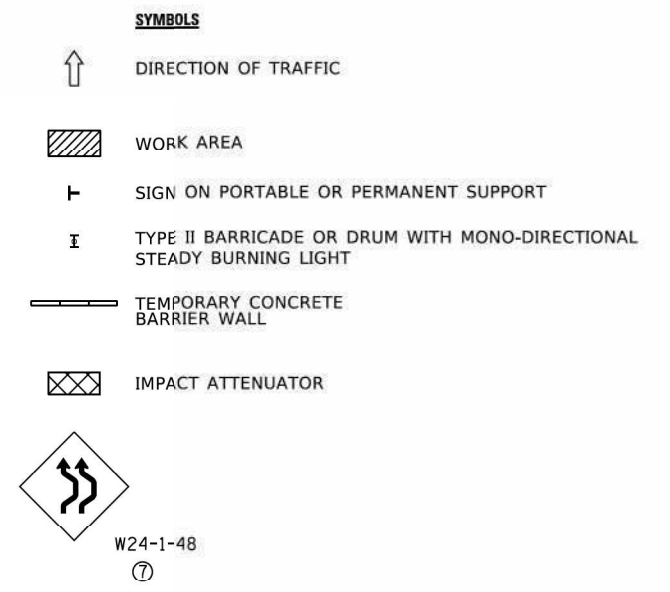 SYMBOLS
DIRECTION OF TRAFFIC
WORK AREA
SIGN ON PORTABLE OR PERMANENT SUPPORT
TYPE II BARRICADE OR DRUM WITH MONO-DIRECTIONAL
STEADY BURNING LIGHT
TEMPORARY CONCRETE
BARRIER WALL
IMPACT ATTENUATOR
W24-1-48
⑦